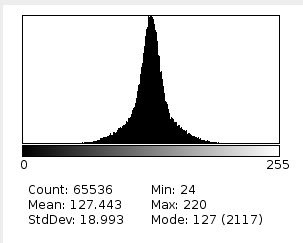 0 255
Count: 65536 Min: 24
Mean: 127.443 Max: 220
StdDev: 18.993 Mode: 127 (2117)